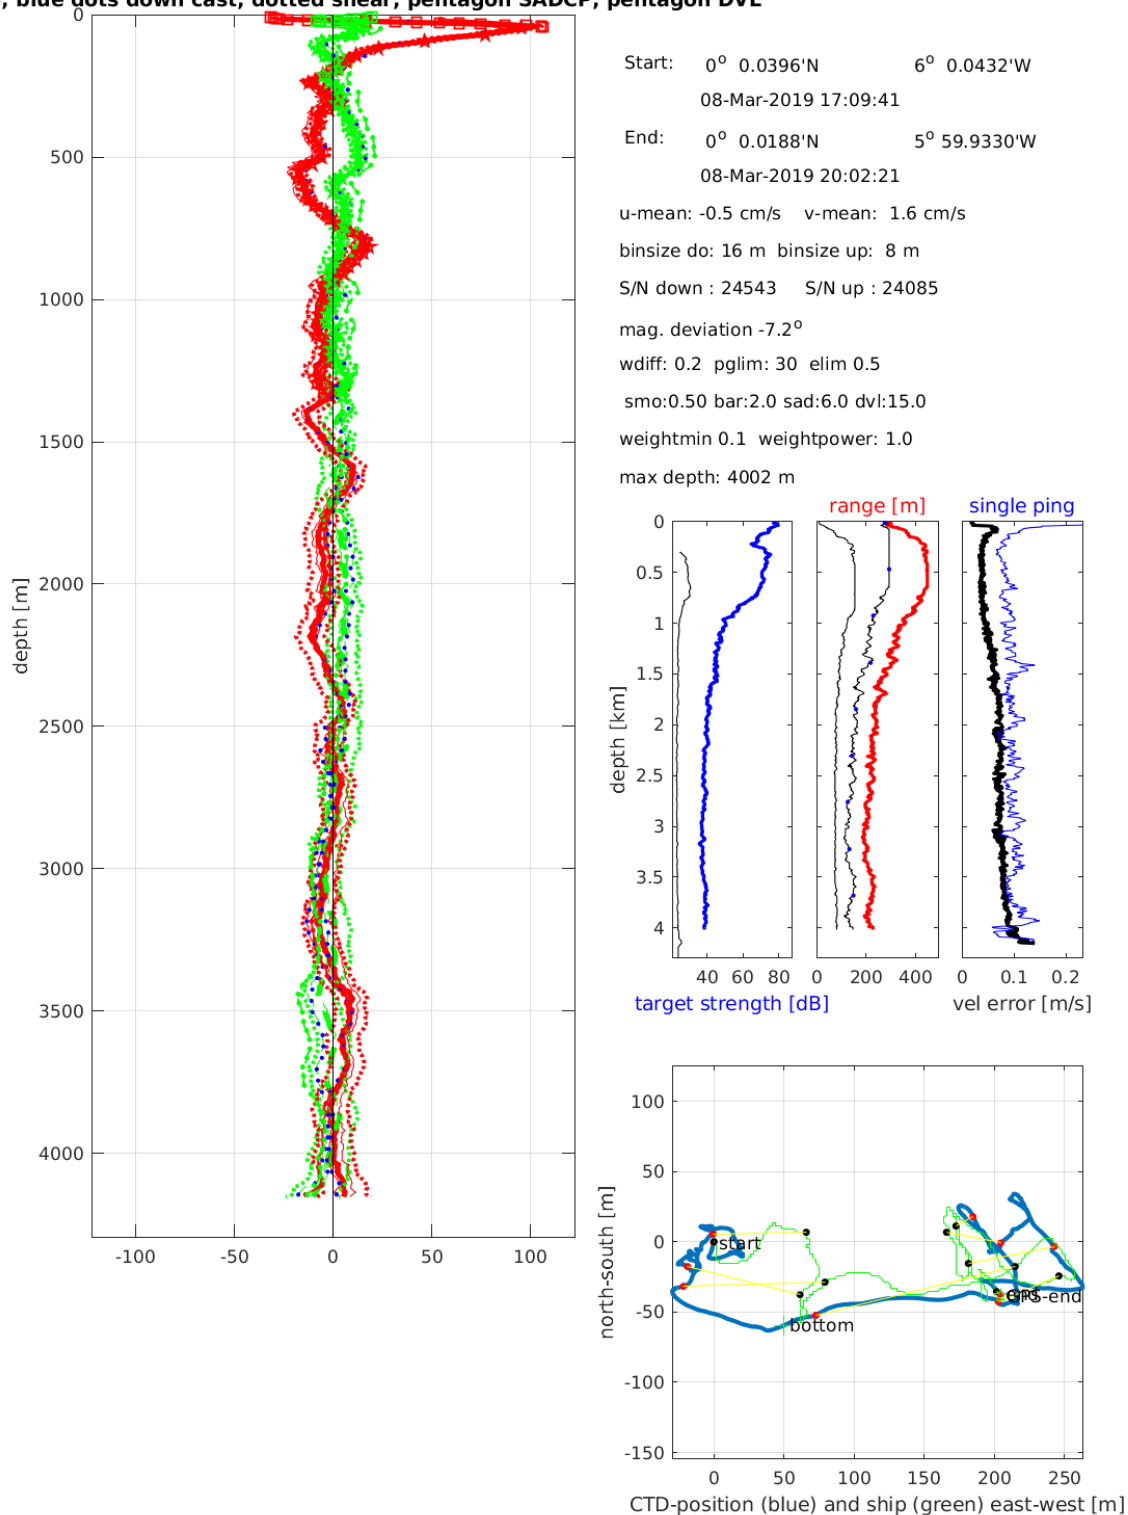 , blue dots down cast; dotted shear; pentagon SADCP; pentagon DVL
Start: 0o 0.0396'N 6o 0.0432'W
08-Mar-2019 17:09:41
End: 0o 0.0188'N 5o 59.9330'W
08-Mar-2019 20:02:21
u-mean: -0.5 cm/s v-mean: 1.6 cm/s
binsize do: 16 m binsize up: 8 m
S/N down : 24543 S/N up : 24085
mag. deviation -7.2o
wdiff: 0.2 pglim: 30 elim 0.5
smo:0.50 bar:2.0 sad:6.0 dvl:15.0
weightmin 0.1 weightpower: 1.0
max depth: 4002 m
0
500
1000
1500
2000
2500
3000
3500
4000
depth [m]
-100 -50 0 50 100
range [m]
single ping
0
0.5
1
1.5
2
2.5
3
3.5
4
depth [km]
40 60 80
0 200 400
0 0.1 0.2
target strength [dB]
vel error [m/s]
100
50
0
-50
-100
-150
north-south [m]
start
bottom
GPS-end
0 50 100 150 200 250
CTD-position (blue) and ship (green) east-west [m]